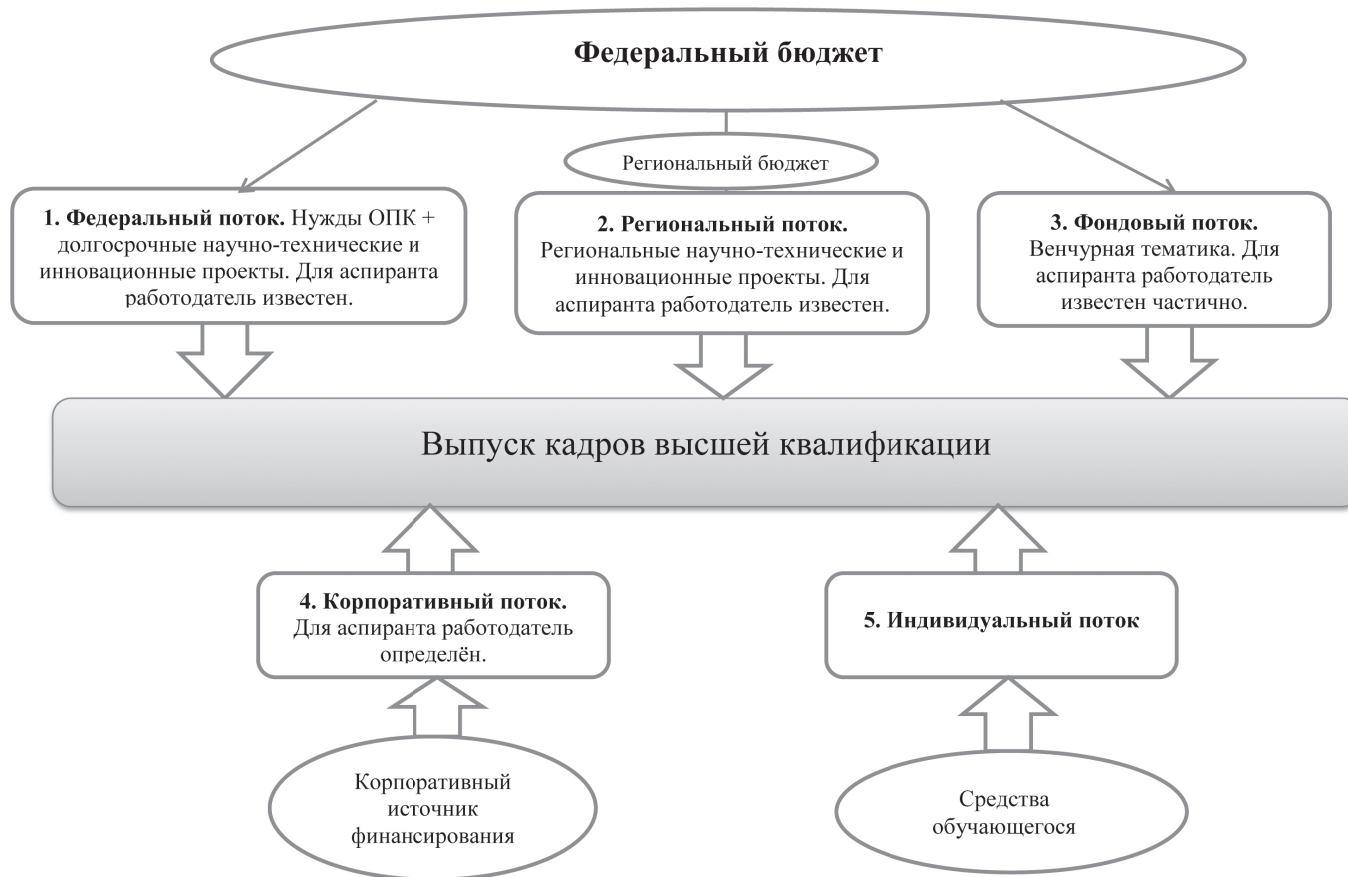 Федеральный бюджет
Региональный бюджет
1. Федеральный поток. Нужды ОПК +
долгосрочные научно-технические и
инновационные проекты. Для аспиранта
работодатель известен.
2. Региональный поток.
Региональные научно-технические и
инновационные проекты. Для
аспиранта работодатель известен.
3. Фондовый поток.
Венчурная тематика. Для
аспиранта работодатель
известен частично.
Выпуск кадров высшей квалификации
4. Корпоративный поток.
Для аспиранта работодатель
определён.
5. Индивидуальный поток
Корпоративный
источник
финансирования
Средства
обучающегося